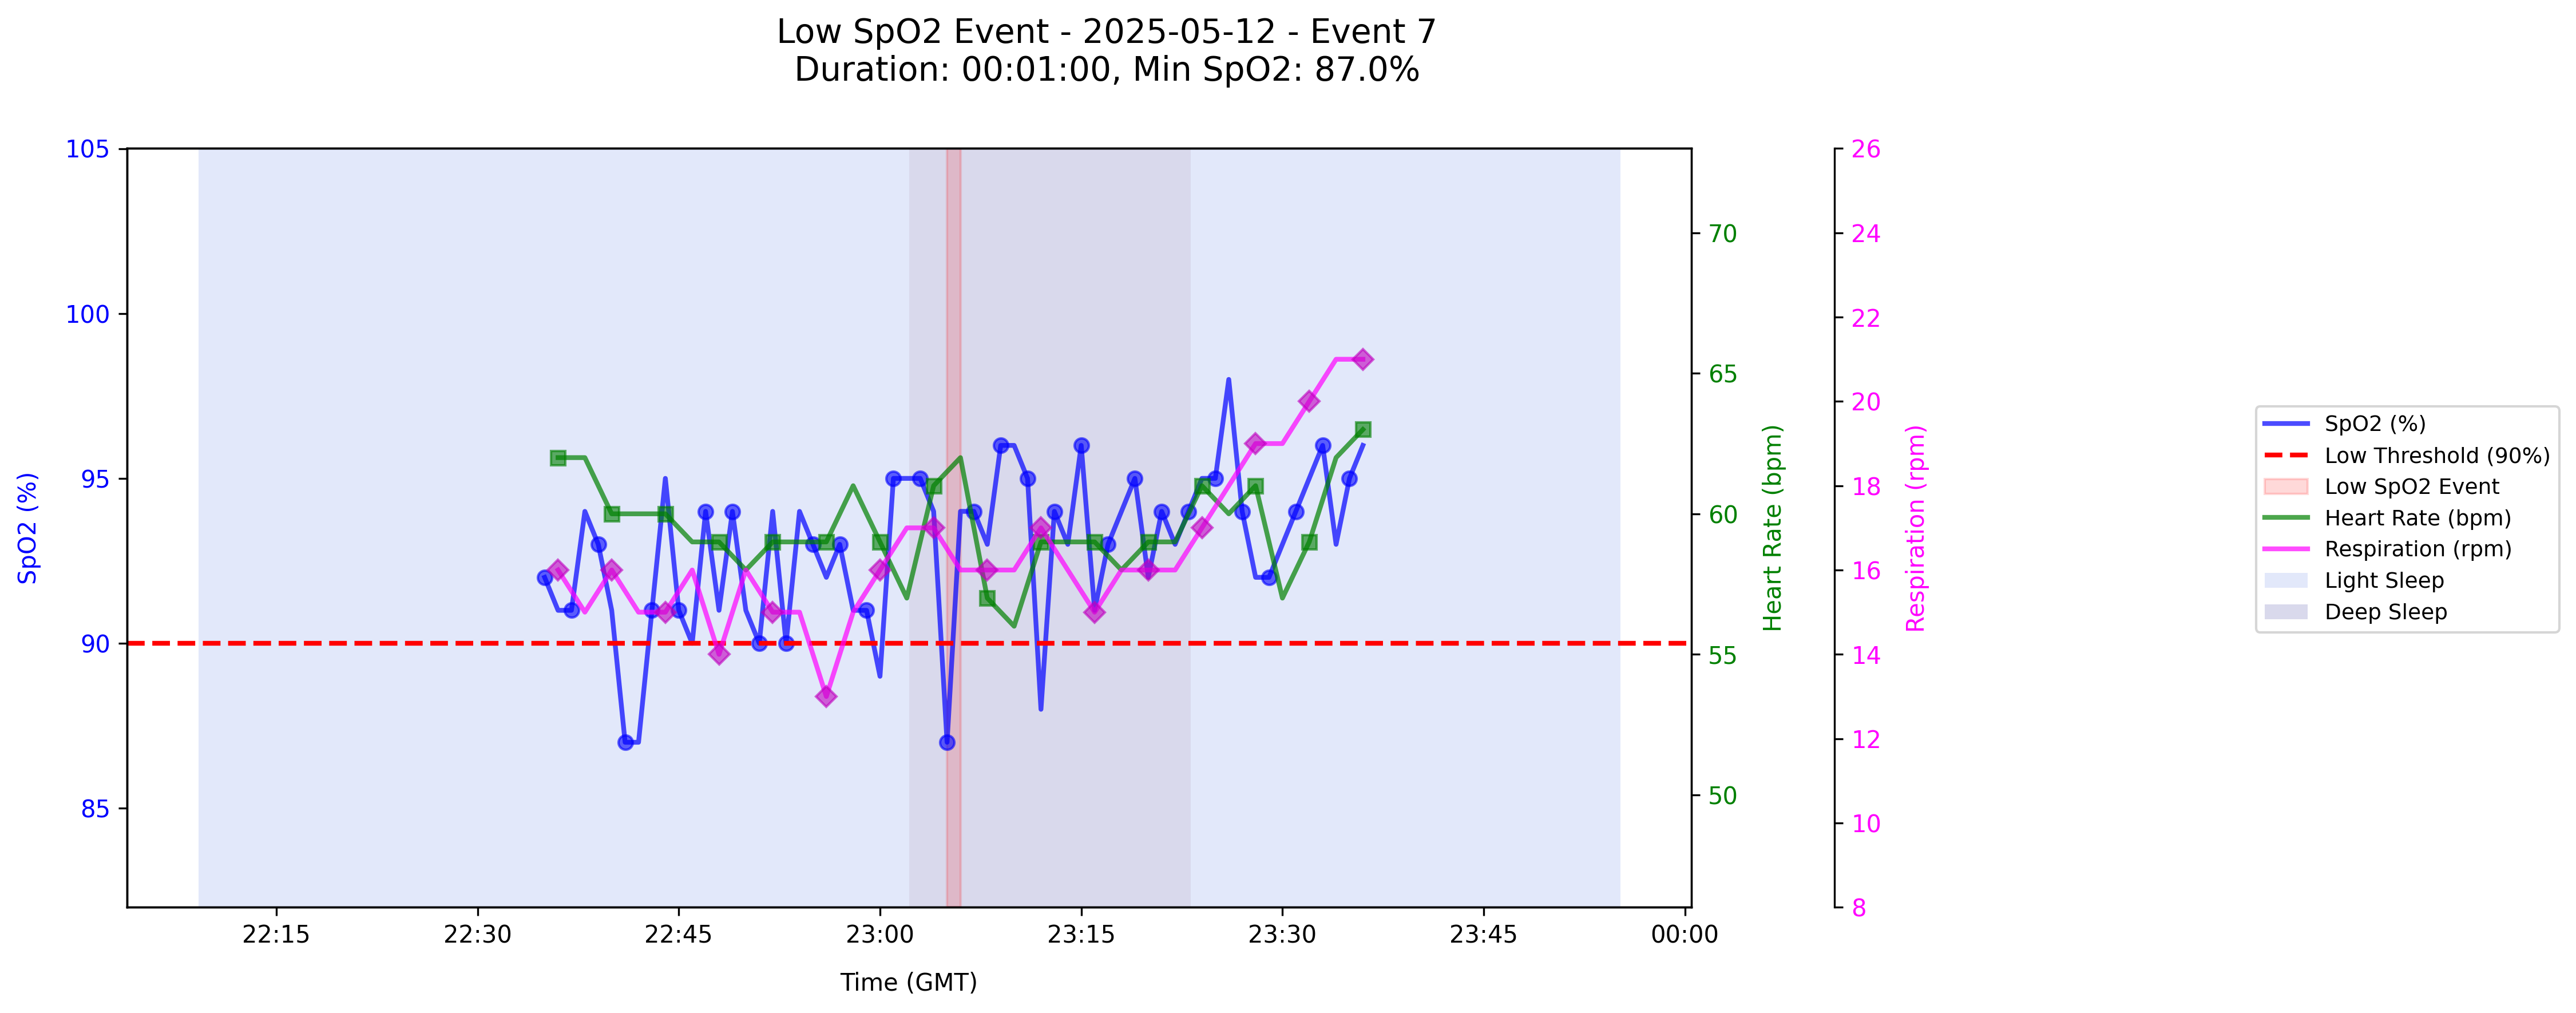 Low SpO2 Event - 2025-05-12 - Event 7
Duration: 00:01:00, Min SpO2: 87.0%
105
100
95
90
85
SpO2 (%)
22:15
22:30
22:45
23:00
23:15
23:30
23:45
00:00
Time (GMT)
70
65
60
55
50
Heart Rate (bpm)
26
24
22
20
18
16
14
12
10
8
Respiration (rpm)
SpO2 (%)
Low Threshold (90%)
Low SpO2 Event
Heart Rate (bpm)
Respiration (rpm)
Light Sleep
Deep Sleep